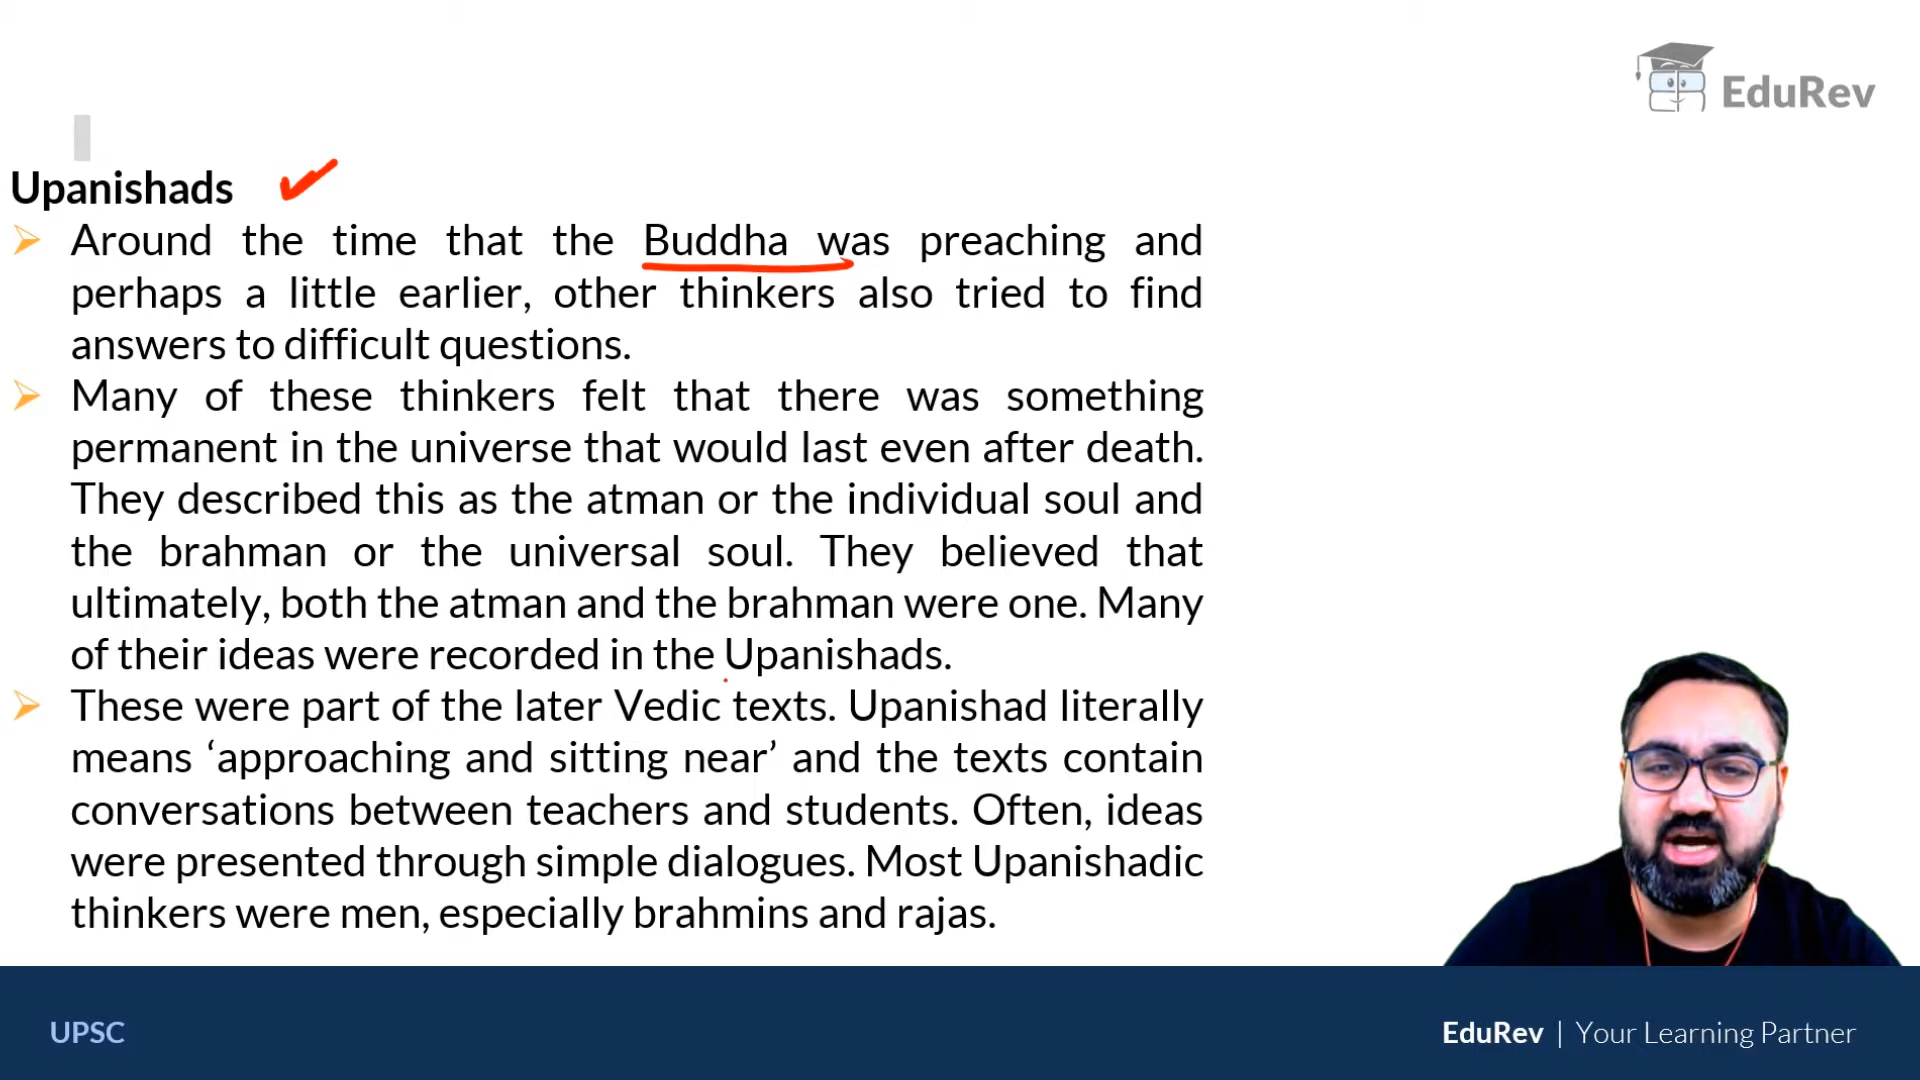 EduRev
Upanishads
Around the time that the Buddha was preaching and
perhaps a little earlier, other thinkers also tried to find
answers to difficult questions.
Many of these thinkers felt that there was something
permanent in the universe that would last even after death.
They described this as the atman or the individual soul and
the brahman or the universal soul. They believed that
ultimately, both the atman and the brahman were one. Many
of their ideas were recorded in the Upanishads.
These were part of the later Vedic texts. Upanishad literally
means ‘approaching and sitting near’ and the texts contain
conversations between teachers and students. Often, ideas
were presented through simple dialogues. Most Upanishadic
thinkers were men, especially brahmins and rajas.
UPSC
EduRev | Your Learning Partner